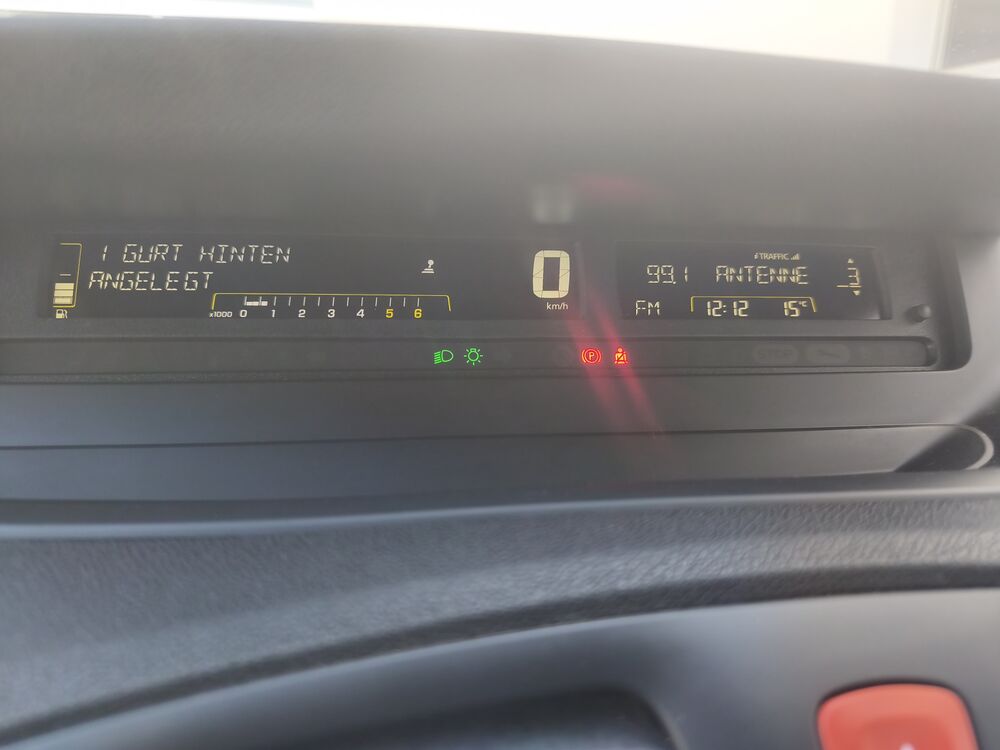 1 GURT HINTEN
ANGELEGT
x1000 0 1 2 3 4 5 6
0
km/h
TRAFFIC
99.1 ANTENNE 3
FM 12:12 15°C
P
STOP